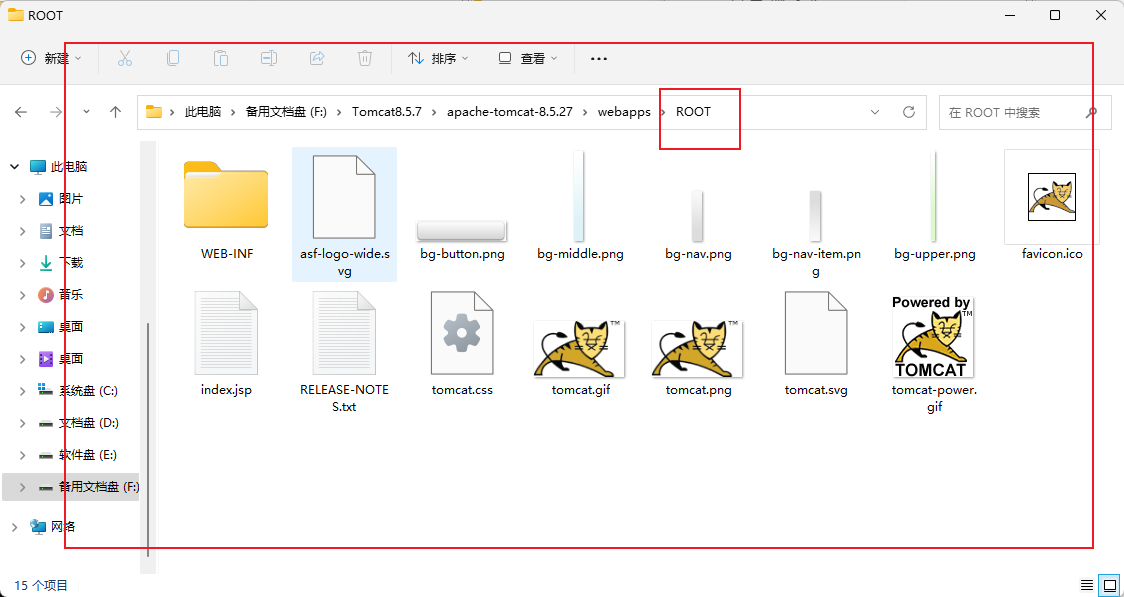 ROOT
新建
排序
查看
此电脑
备用文档盘 (F:)
Tomcat8.5.7
apache-tomcat-8.5.27
webapps
ROOT
在 ROOT 中搜索
此电脑
图片
文档
下载
音乐
桌面
桌面
系统盘 (C:)
文档盘 (D:)
软件盘 (E:)
备用文档盘 (F:)
网络
WEB-INF
asf-logo-wide.s
vg
bg-button.png
bg-middle.png
bg-nav.png
bg-nav-item.pn
g
bg-upper.png
favicon.ico
index.jsp
RELEASE-NOTE
S.txt
tomcat.css
TM
tomcat.gif
TM
tomcat.png
tomcat.svg
Powered by
TM
TOMCAT
tomcat-power.
gif
15 个项目